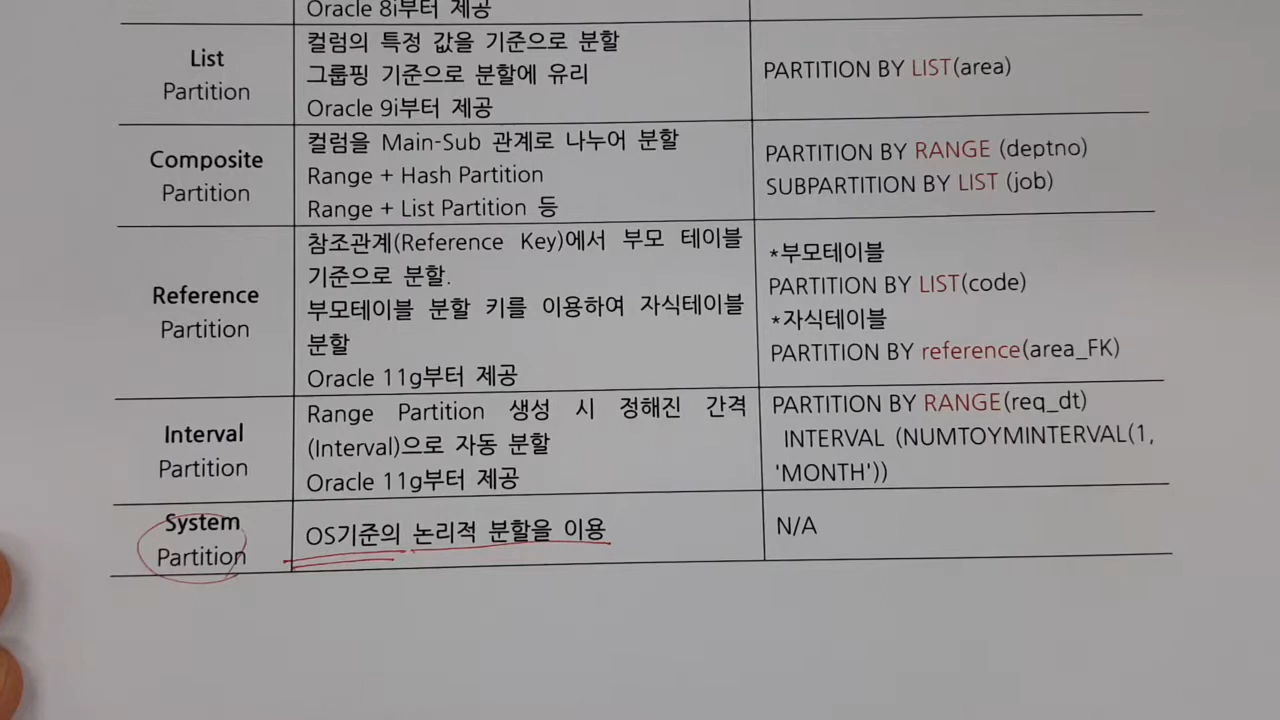 Oracle 8i부터 제공
List
Partition
컬럼의 특정 값을 기준으로 분할
그룹핑 기준으로 분할에 유리
Oracle 9i부터 제공
PARTITION BY LIST(area)
Composite
Partition
컬럼을 Main-Sub 관계로 나누어 분할
Range + Hash Partition
Range + List Partition 등
PARTITION BY RANGE (deptno)
SUBPARTITION BY LIST (job)
Reference
Partition
참조관계(Reference Key)에서 부모 테이블
기준으로 분할.
부모테이블 분할 키를 이용하여 자식테이블
분할
Oracle 11g부터 제공
*부모테이블
PARTITION BY LIST(code)
*자식테이블
PARTITION BY reference(area_FK)
Interval
Partition
Range Partition 생성 시 정해진 간격
(Interval)으로 자동 분할
Oracle 11g부터 제공
PARTITION BY RANGE(req_dt)
INTERVAL (NUMTOYMINTERVAL(1,
'MONTH'))
System
Partition
OS기준의 논리적 분할을 이용
N/A